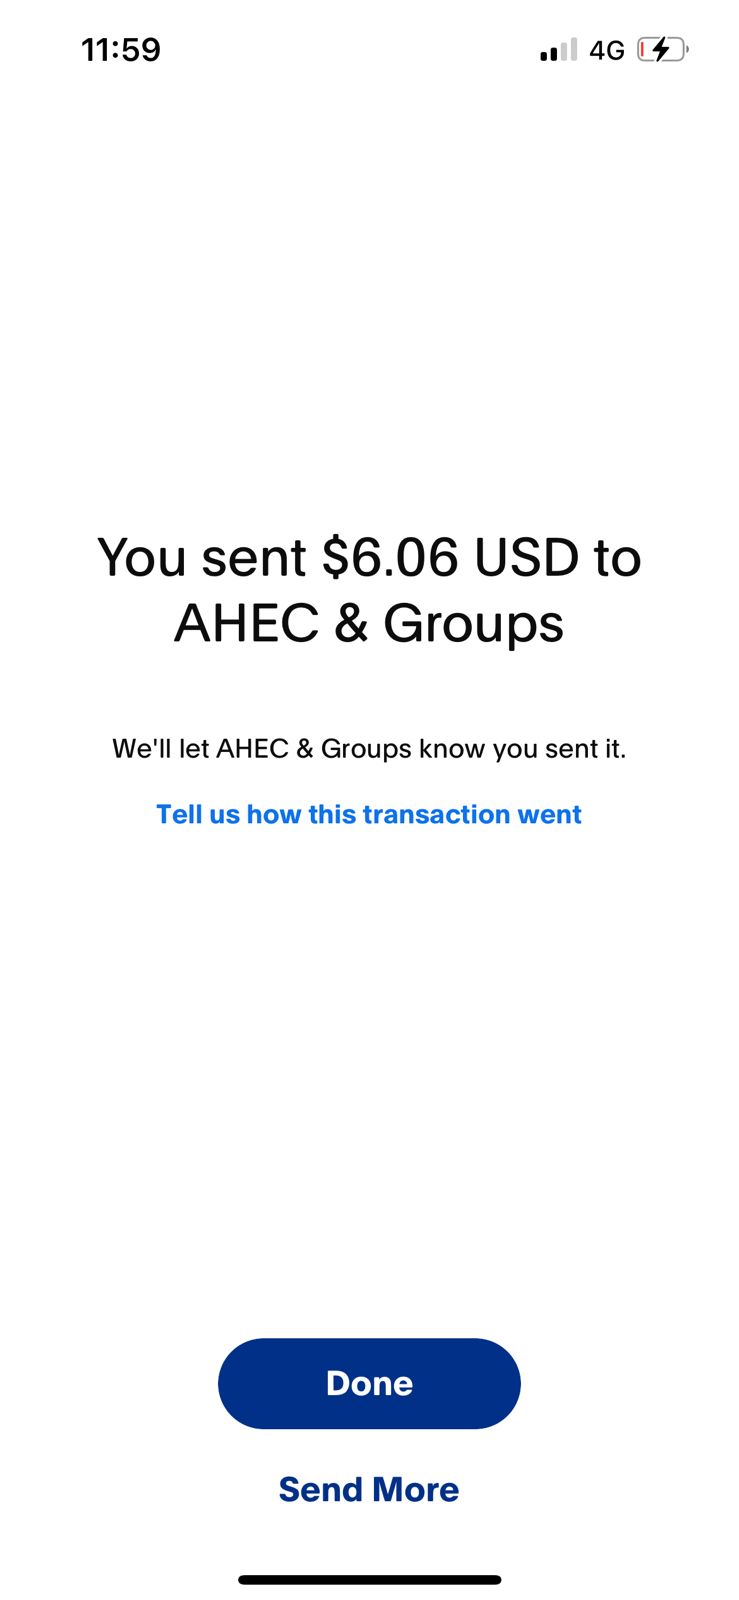 11:59
4G
You sent $6.06 USD to
AHEC & Groups
We'll let AHEC & Groups know you sent it.
Tell us how this transaction went
Done
Send More